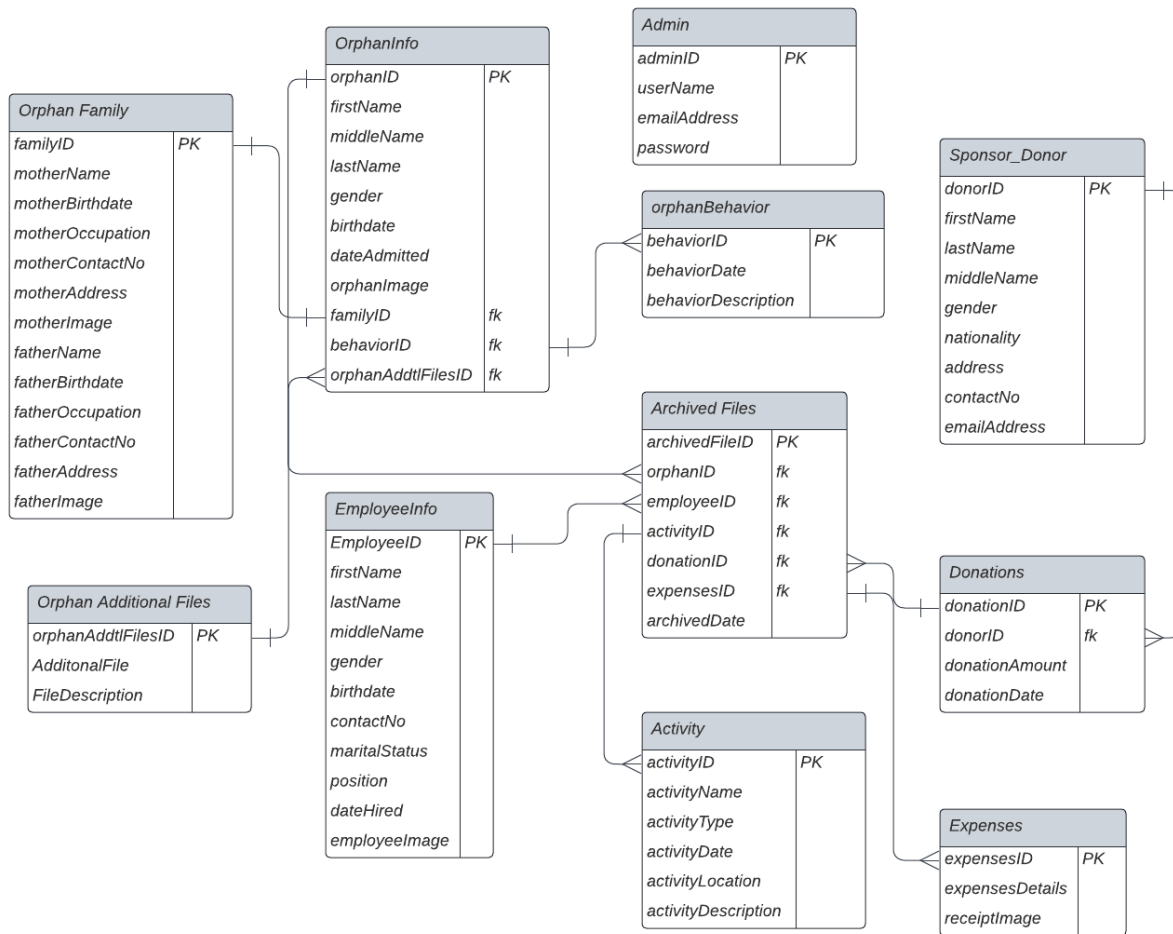 Orphan Family
familyID PK
motherName
motherBirthdate
motherOccupation
motherContactNo
motherAddress
motherImage
fatherName
fatherBirthdate
fatherOccupation
fatherContactNo
fatherAddress
fatherImage
Orphan Additional Files
orphanAddtlFilesID PK
AdditonalFile
FileDescription
OrphanInfo
orphanID PK
firstName
middleName
lastName
gender
birthdate
dateAdmitted
orphanImage
familyID fk
behaviorID fk
orphanAddtlFilesID fk
EmployeeInfo
EmployeeID PK
firstName
lastName
middleName
gender
birthdate
contactNo
maritalStatus
position
dateHired
employeeImage
Admin
adminID PK
userName
emailAddress
password
orphanBehavior
behaviorID PK
behaviorDate
behaviorDescription
Archived Files
archivedFileID PK
orphanID fk
employeeID fk
activityID fk
donationID fk
expensesID fk
archivedDate
Activity
activityID PK
activityName
activityType
activityDate
activityLocation
activityDescription
Sponsor_Donor
donorID PK
firstName
lastName
middleName
gender
nationality
address
contactNo
emailAddress
Donations
donationID PK
donorID fk
donationAmount
donationDate
Expenses
expensesID PK
expensesDetails
receiptImage